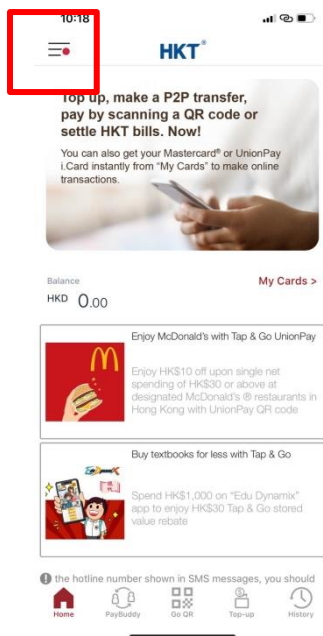 10:18
HKT®
Top up, make a P2P transfer,
pay by scanning a QR code or
settle HKT bills. Now!
You can also get your Mastercard® or UnionPay
i.Card instantly from "My Cards" to make online
transactions.
Balance
My Cards >
HKD 0.00
Enjoy McDonald's with Tap & Go UnionPay
Enjoy HK$10 off upon single net
spending of HK$30 or above at
designated McDonald's ® restaurants in
Hong Kong with UnionPay QR code
Buy textbooks for less with Tap & Go
Spend HK$1,000 on "Edu Dynamix"
app to enjoy HK$30 Tap & Go stored
value rebate
the hotline number shown in SMS messages, you should
Home
PayBuddy
Go QR
Top-up
History